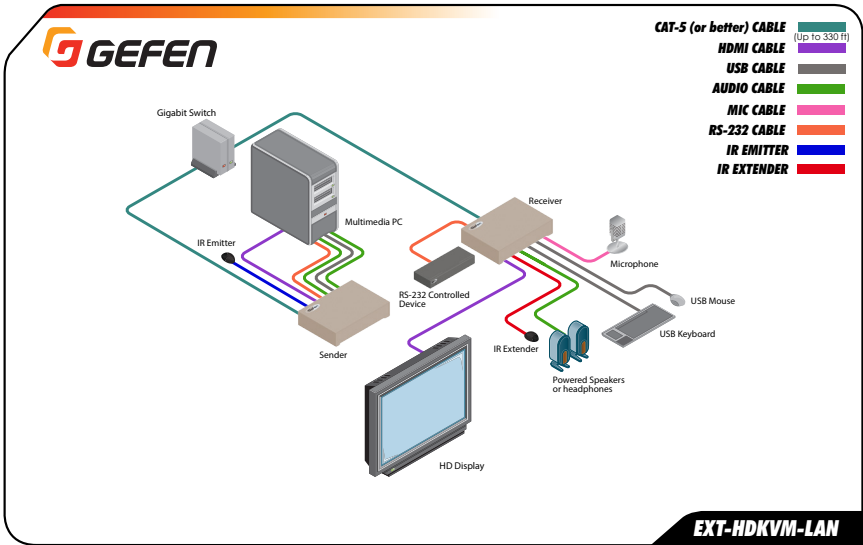 GEFEN
CAT-5 (or better) CABLE
(Up to 330 ft)
HDMI CABLE
USB CABLE
AUDIO CABLE
MIC CABLE
RS-232 CABLE
IR EMITTER
IR EXTENDER
Gigabit Switch
Multimedia PC
IR Emitter
Sender
Receiver
RS-232 Controlled
Device
Microphone
USB Mouse
USB Keyboard
IR Extender
Powered Speakers
or headphones
HD Display
EXT-HDKVM-LAN